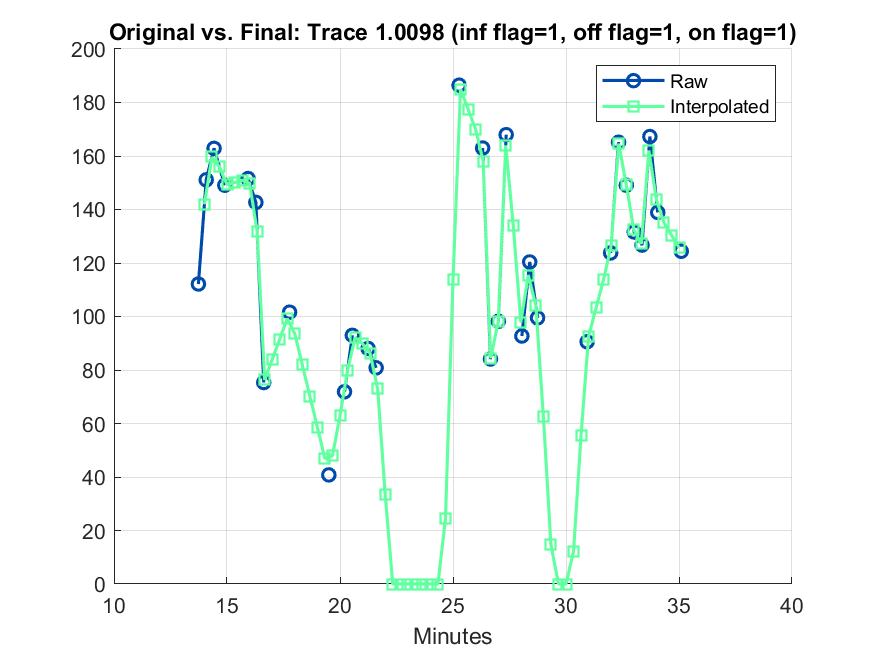 Original vs. Final: Trace 1.0098 (inf flag=1, off flag=1, on flag=1)
200
180
160
140
120
100
80
60
40
20
0
Raw
Interpolated
10 15 20 25 30 35 40
Minutes